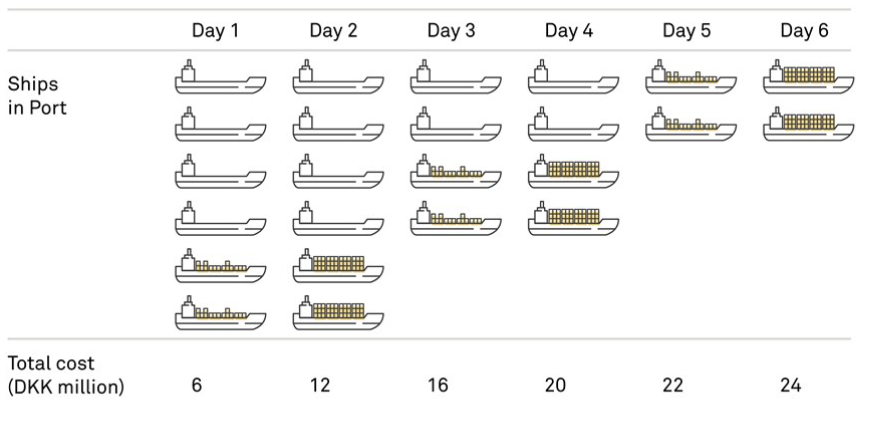 Day 1 Day 2 Day 3 Day 4 Day 5 Day 6
Ships
in Port
Total cost
(DKK million) 6 12 16 20 22 24